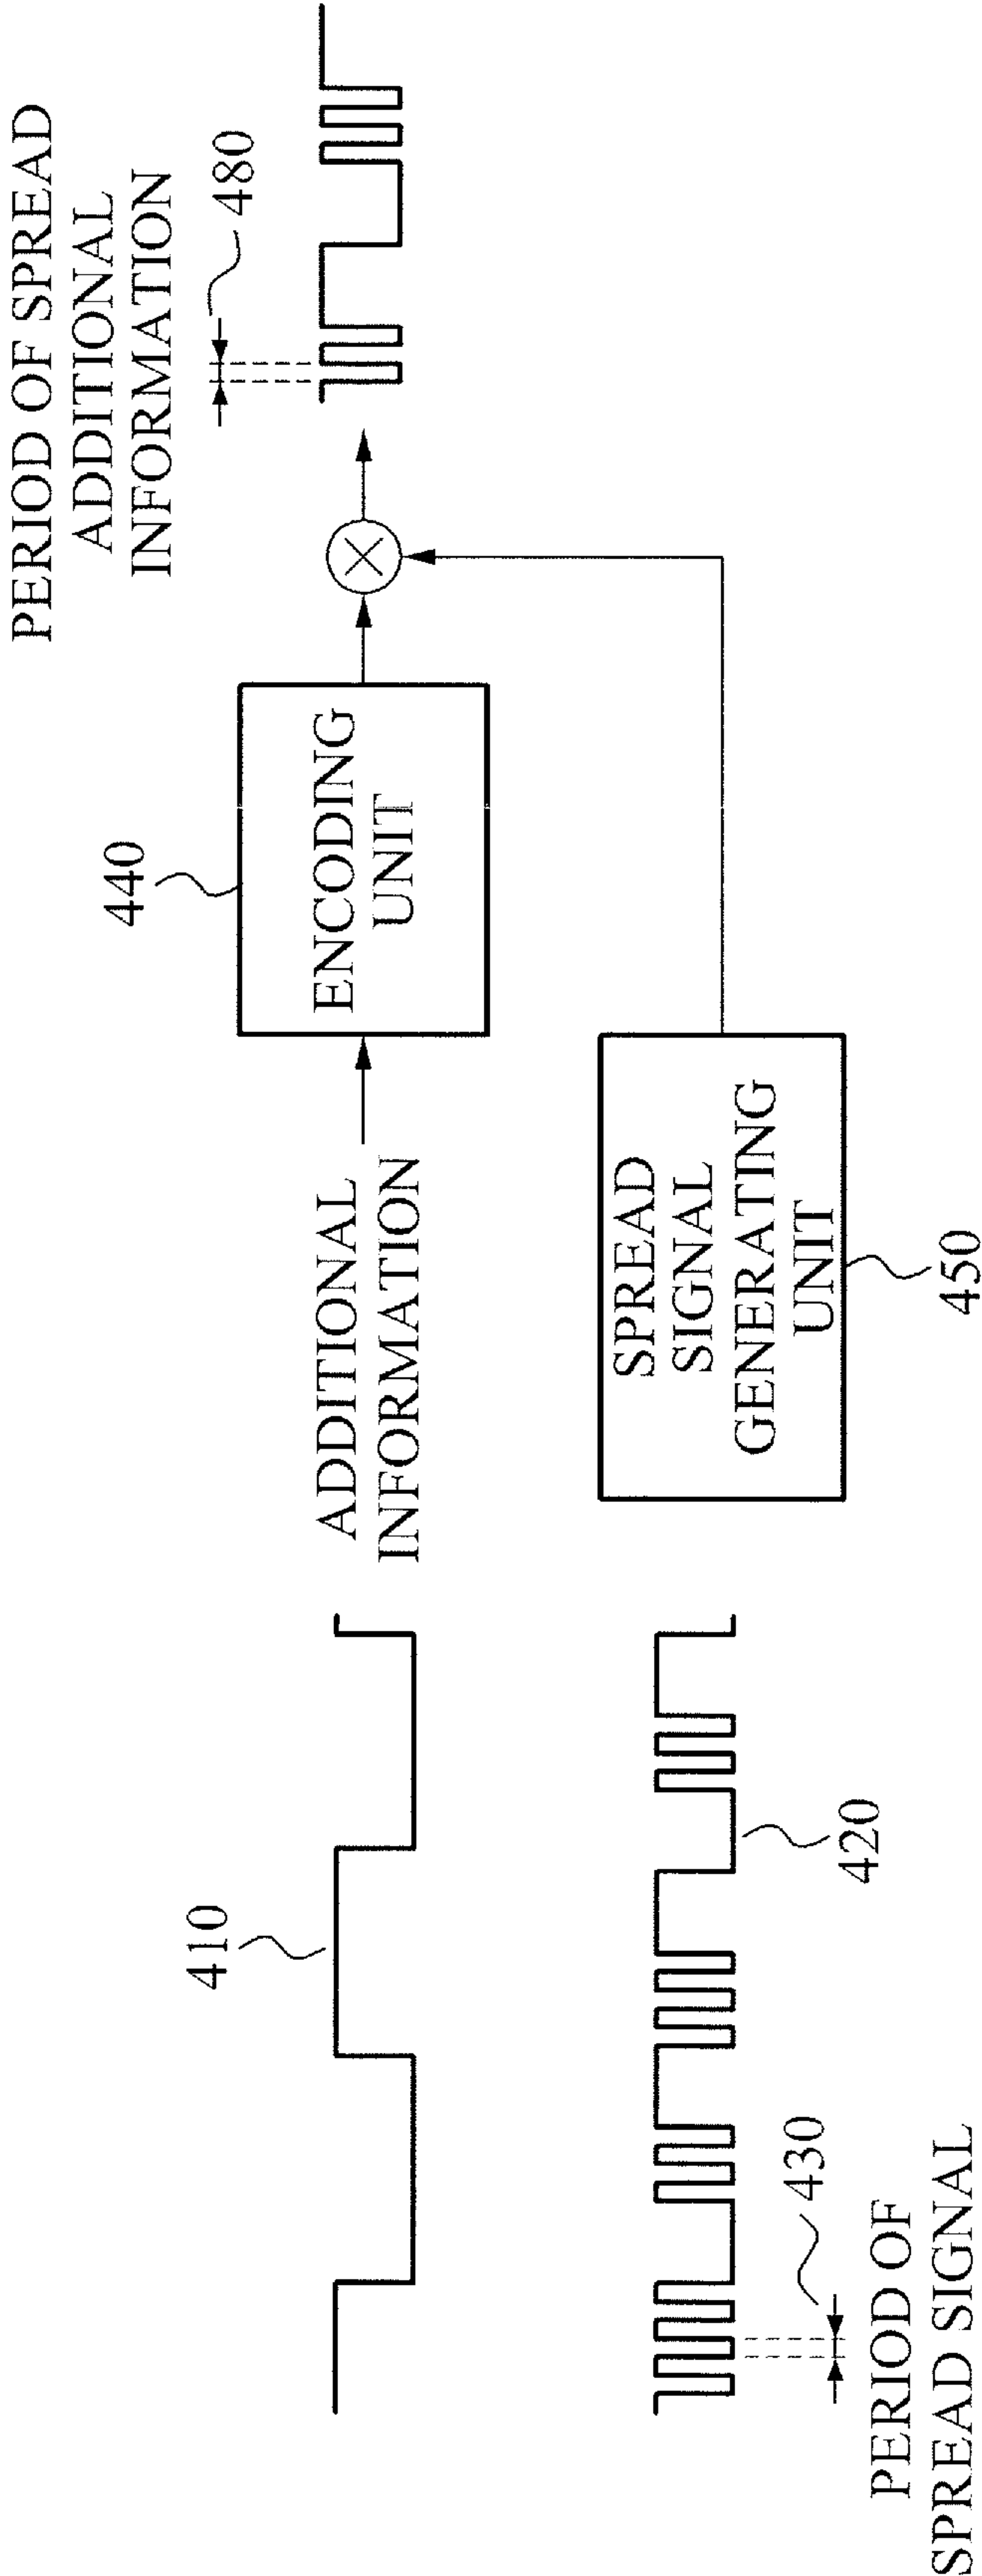 410
ADDITIONAL
INFORMATION
440
ENCODING
UNIT
PERIOD OF SPREAD
ADDITIONAL
INFORMATION
480
420
430
PERIOD OF
SPREAD SIGNAL
SPREAD
SIGNAL
GENERATING
UNIT
450